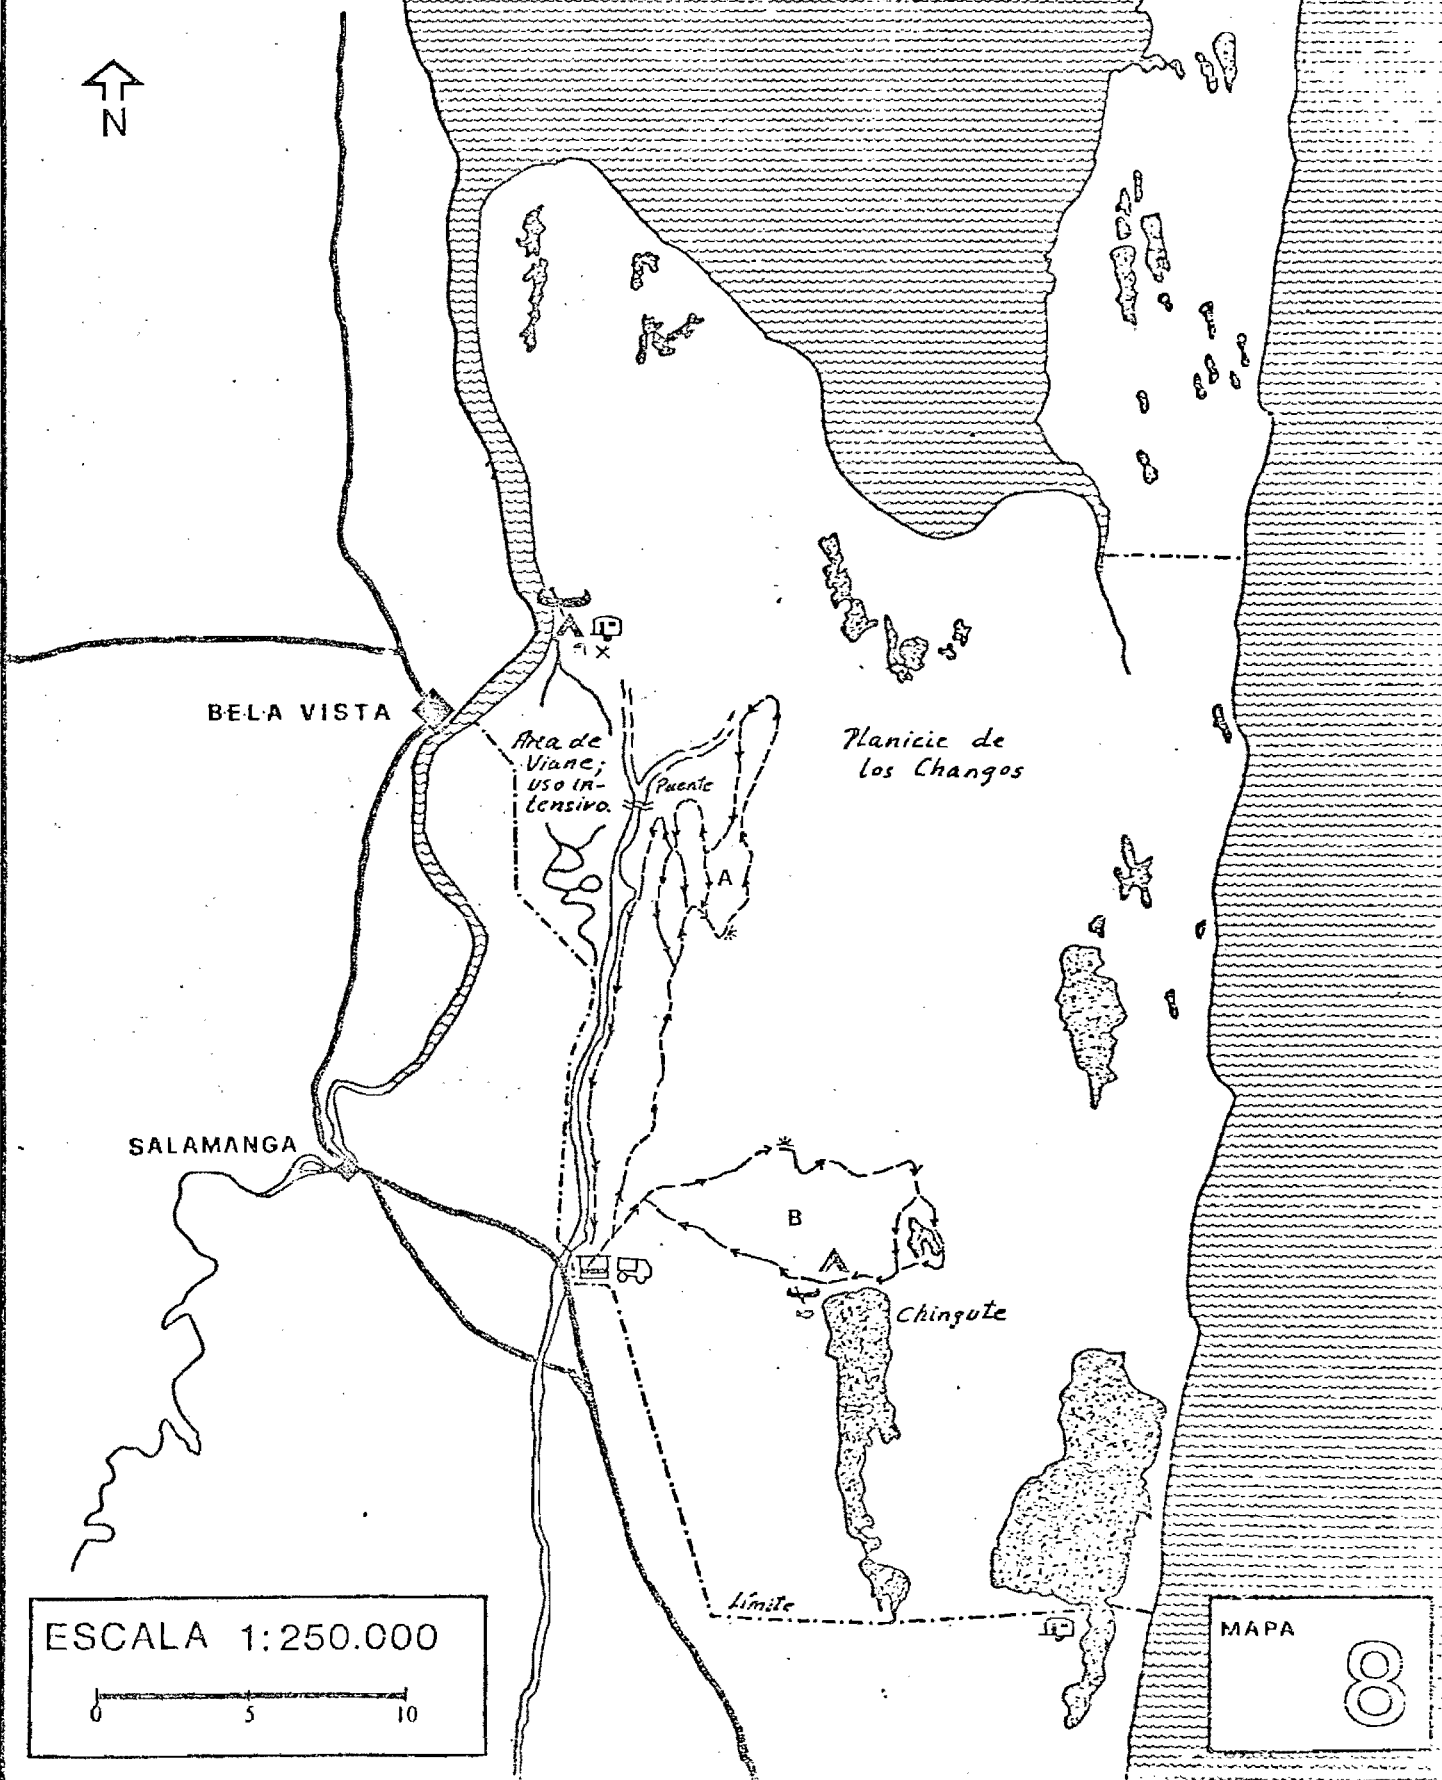 N
BELA VISTA
Area de
Viane;
uso in-
tensivo.
Puente
Planicie de
los Changos
A
SALAMANGA
B
Chingute
Límite
ESCALA 1:250.000
0 5 10
MAPA
8